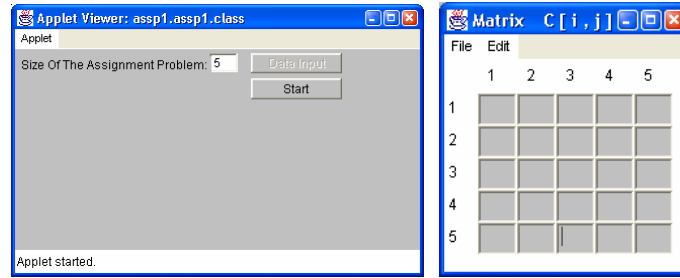 Applet Viewer: assp1.assp1.class
Applet
Size Of The Assignment Problem: 5 Data Input
Start
Applet started.
Matrix C[i,j]
File Edit
1 2 3 4 5
1
2
3
4
5